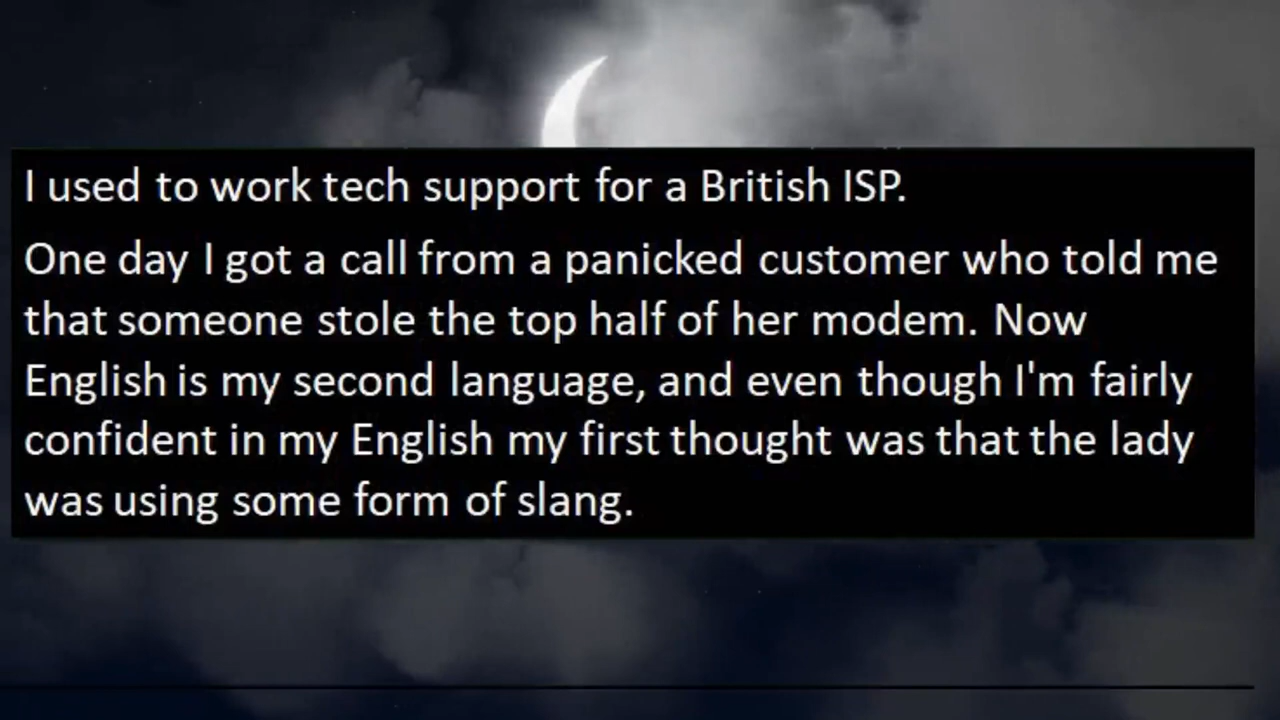 I used to work tech support for a British ISP.
One day I got a call from a panicked customer who told me
that someone stole the top half of her modem. Now
English is my second language, and even though I'm fairly
confident in my English my first thought was that the lady
was using some form of slang.